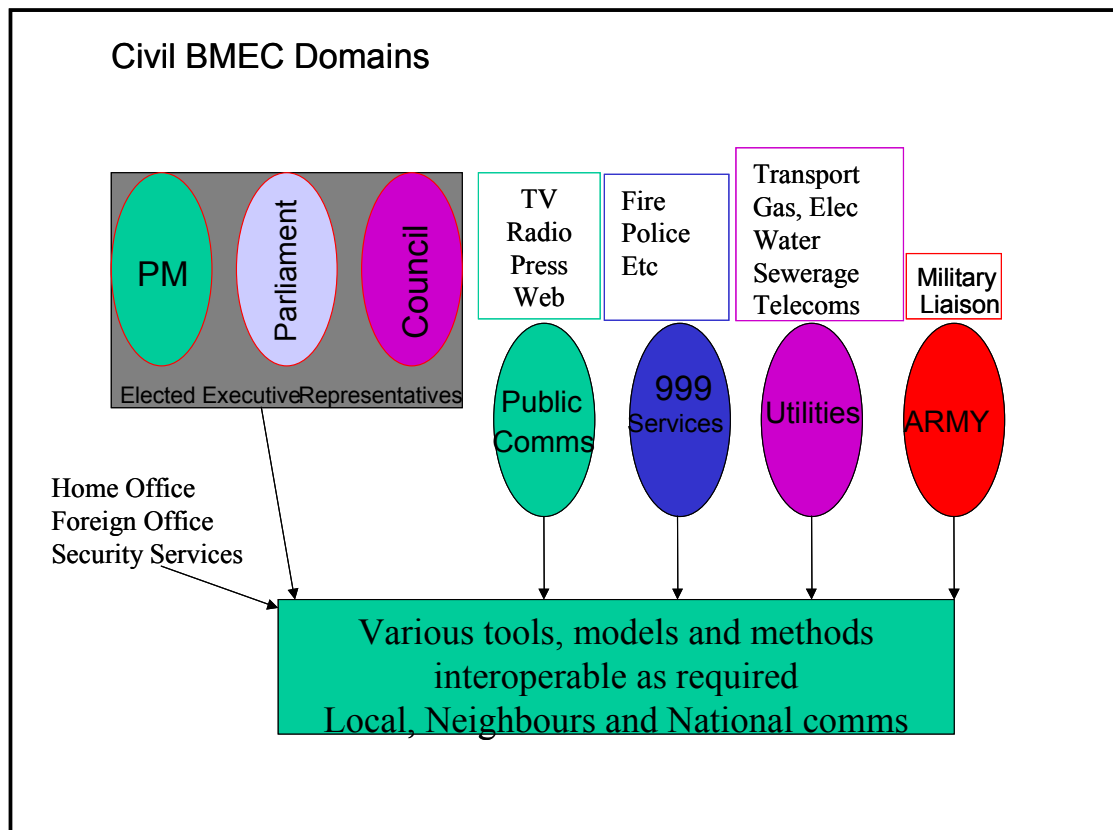 Civil BMEC Domains
PM
Parliament
Council
Elected Executive Representatives
TV
Radio
Press
Web
Fire
Police
Etc
Transport
Gas, Elec
Water
Sewerage
Telecoms
Military
Liaison
Public
Comms
999
Services
Utilities
ARMY
Home Office
Foreign Office
Security Services
Various tools, models and methods
interoperable as required
Local, Neighbours and National comms